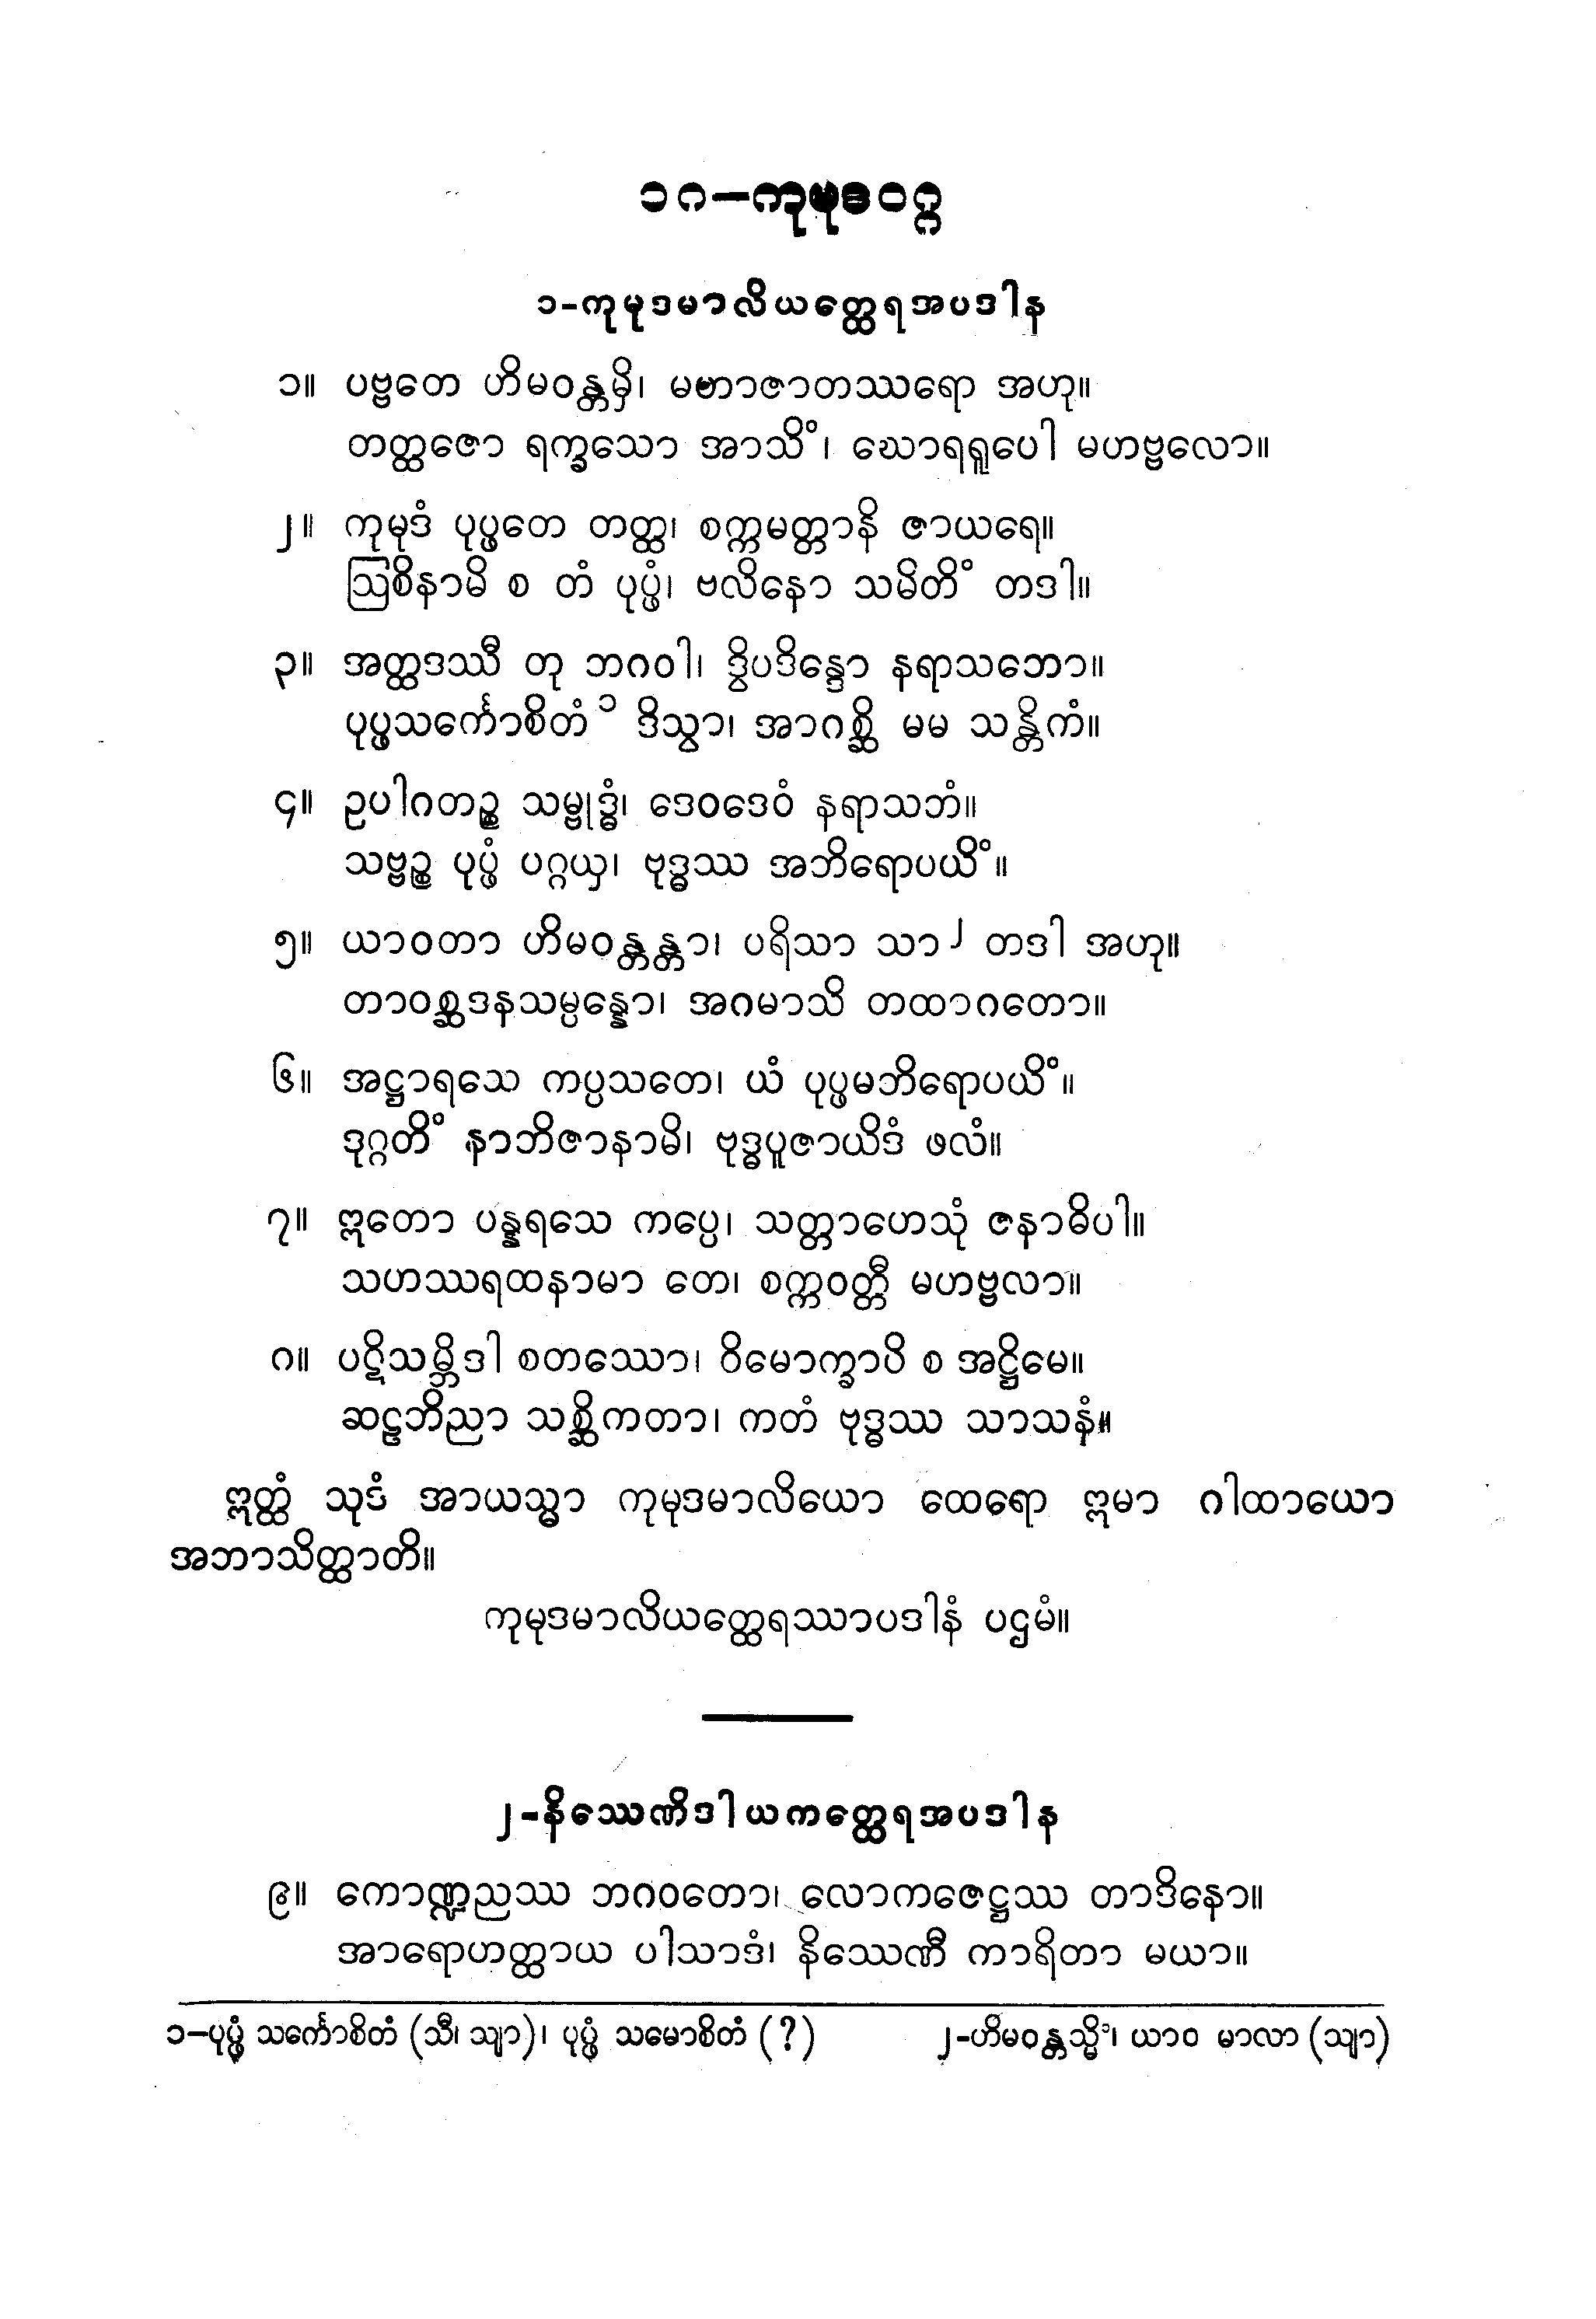 ၁၈−ကုမုဒဝဂ္ဂ
၁-ကုမုဒမာလိယတ္ထေရအပဒါန
၁။ ပဗ္ဗတေ ဟိမဝန္တမှိ၊ မဟာဇာတဿရော အဟု။
တတ္ထဇော ရက္ခသော အာသိံ၊ ဃောရရူပေါ မဟဗ္ဗလော။
၂။ ကုမုဒံ ပုပ္ဖတေ တတ္ထ၊ စက္ကမတ္တာနိ ဇာယရေ။
ဩစိနာမိ စ တံ ပုပ္ဖံ၊ ဗလိနော သမိတိံ တဒါ။
၃။ အတ္ထဒဿီ တု ဘဂဝါ၊ ဒွိပဒိန္ဒော နရာသဘော။
ပုပ္ဖသင်္ကောစိတံ ၁ ဒိသွာ၊ အာဂစ္ဆိ မမ သန္တိကံ။
၄။ ဥပါဂတဉ္စ သမ္ဗုဒ္ဓံ၊ ဒေဝဒေဝံ နရာသဘံ။
သဗ္ဗဉ္စ ပုပ္ဖံ ပဂ္ဂယှ၊ ဗုဒ္ဓဿ အဘိရောပယိံ။
၅။ ယာဝတာ ဟိမဝန္တန္တာ၊ ပရိသာ သာ ၂ တဒါ အဟု။
တာဝစ္ဆဒနသမ္ပန္နော၊ အဂမာသိ တထာဂတော။
၆။ အဋ္ဌာရသေ ကပ္ပသတေ၊ ယံ ပုပ္ဖမဘိရောပယိံ။
ဒုဂ္ဂတိံ နာဘိဇာနာမိ၊ ဗုဒ္ဓပူဇာယိဒံ ဖလံ။
၇။ ဣတော ပန္နရသေ ကပ္ပေ၊ သတ္တာဟေသုံ ဇနာဓိပါ။
သဟဿရထနာမာ တေ၊ စက္ကဝတ္တီ မဟဗ္ဗလာ။
၈။ ပဋိသမ္ဘိဒါ စတဿော၊ ဝိမောက္ခာပိ စ အဋ္ဌိမေ။
ဆဠဘိညာ သစ္ဆိကတာ၊ ကတံ ဗုဒ္ဓဿ သာသနံ။
ဣတ္ထံ သုဒံ အာယသ္မာ ကုမုဒမာလိယော ထေရော ဣမာ ဂါထာယော
အဘာသိတ္ထာတိ။
ကုမုဒမာလိယတ္ထေရဿာပဒါနံ ပဌမံ။
၂-နိဿေဏိဒါယကတ္ထေရအပဒါန
၉။ ကောဏ္ဍညဿ ဘဂဝတော၊ လောကဇေဋ္ဌဿ တာဒိနော။
အာရောဟတ္ထာယ ပါသာဒံ၊ နိဿေဏီ ကာရိတာ မယာ။
၁−ပုပ္ဖံ သင်္ကောစိတံ (သီ၊ သျာ)၊ ပုပ္ဖံ သမောစိတံ (?) ၂-ဟိမဝန္တသ္မိံ၊ ယာဝ မာလာ (သျာ)